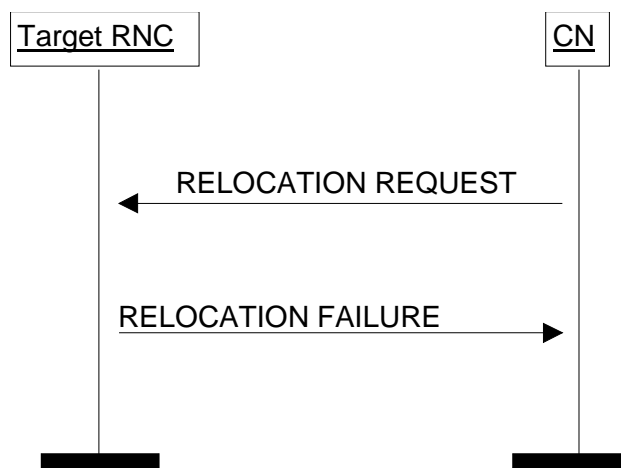 Target RNC
CN
RELOCATION REQUEST
RELOCATION FAILURE